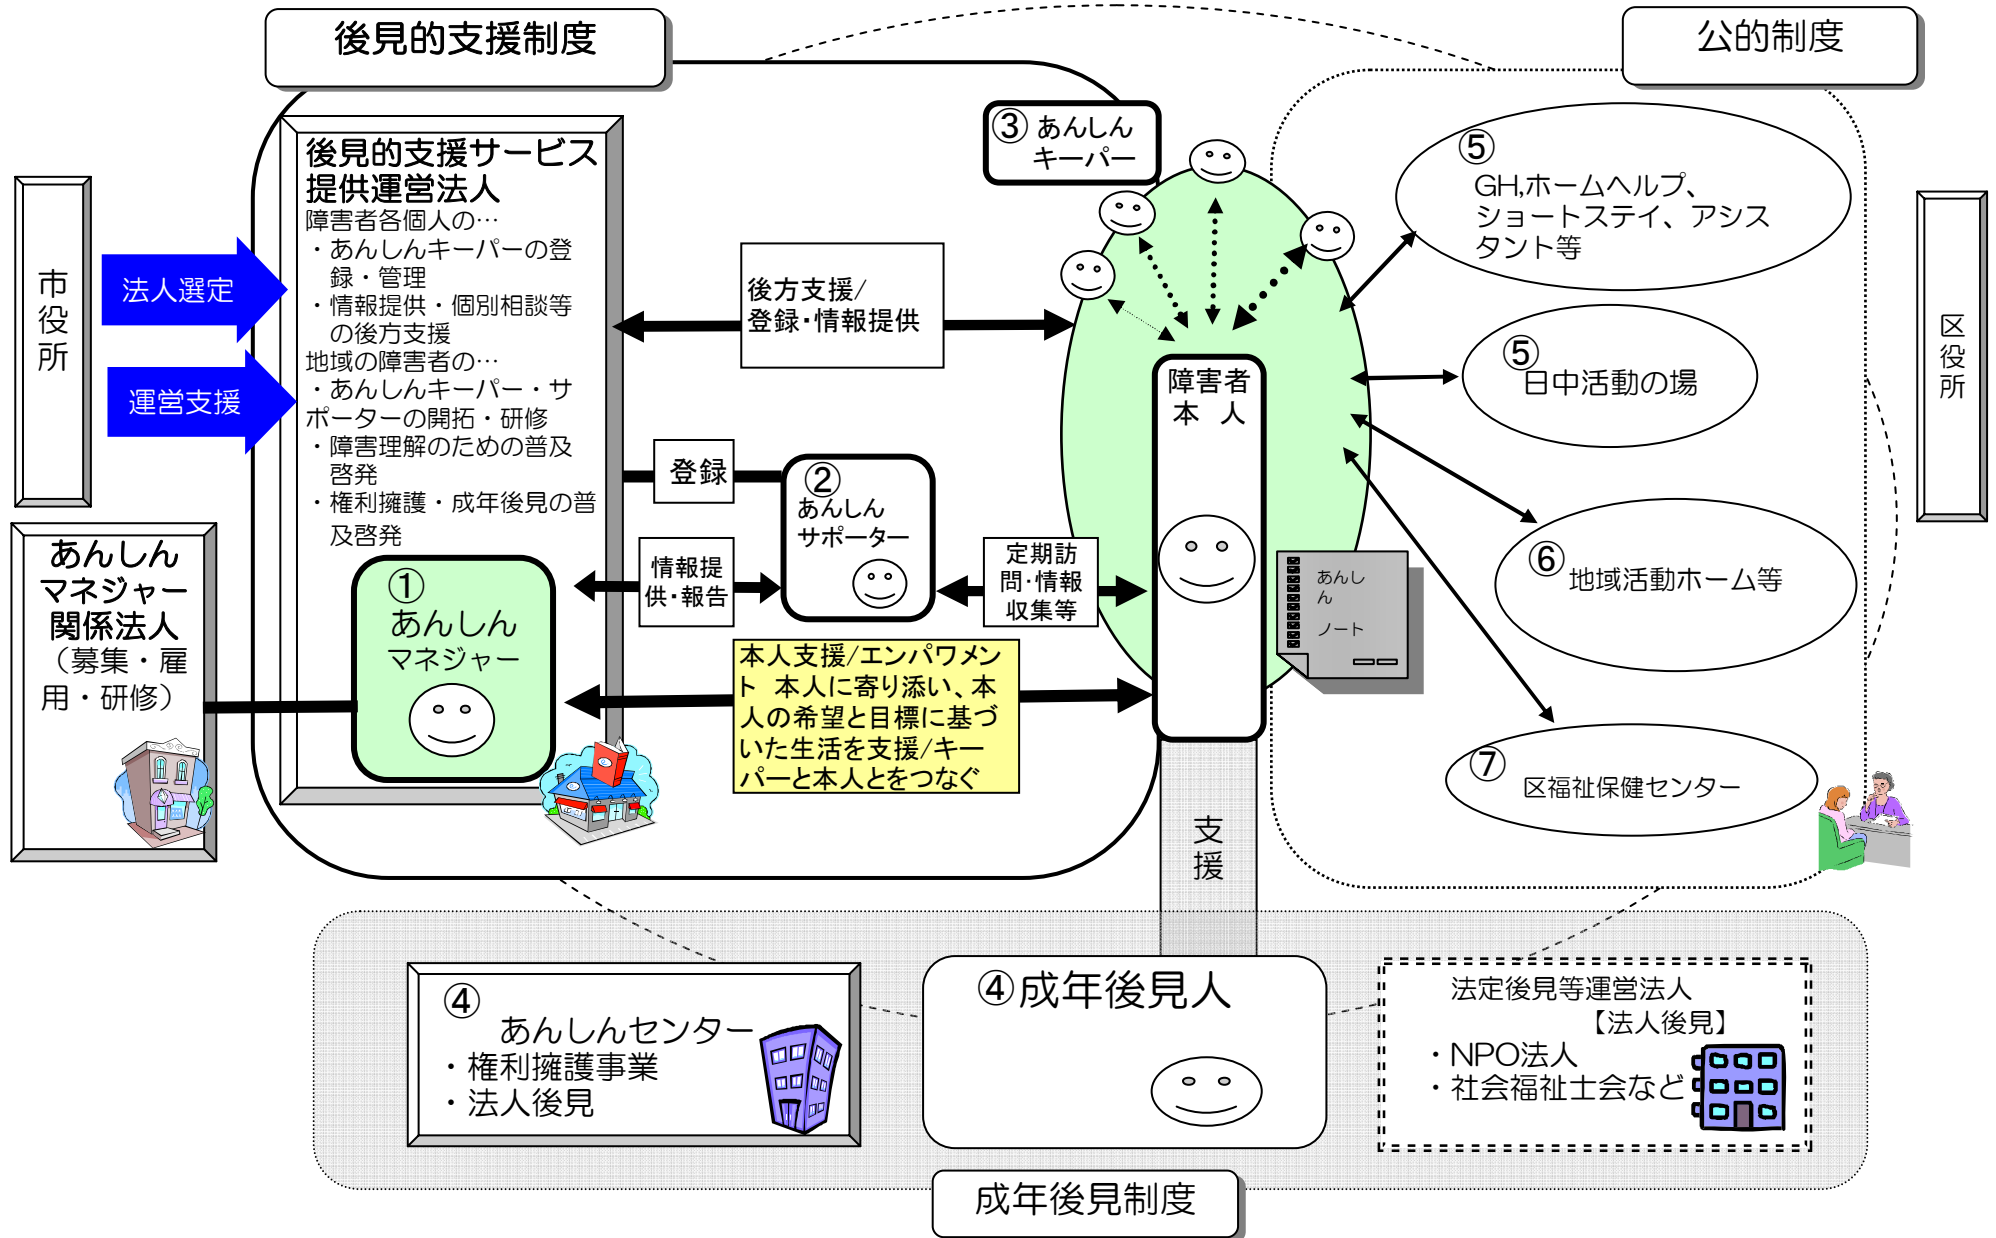 後見的支援制度
公的制度
市役所
法人選定
運営支援
後見的支援サービス
提供運営法人
障害者各個人の…
・あんしんキーパーの登
録・管理
・情報提供・個別相談等
の後方支援
地域の障害者の…
・あんしんキーパー・サ
ポーターの開拓・研修
・障害理解のための普及
啓発
・権利擁護・成年後見の普
及啓発
①
あんしん
マネジャー
あんしん
マネジャー
関係法人
（募集・雇
用・研修）
後方支援/
登録・情報提供
登録
②
あんしん
サポーター
情報提
供・報告
定期訪
問・情報
収集等
本人支援/エンパワメン
ト 本人に寄り添い、本
人の希望と目標に基づ
いた生活を支援/キー
パーと本人とをつなぐ
③ あんしん
キーパー
障害者
本 人
あんし
ん
ノート
支援
⑤
GH,ホームヘルプ、
ショートステイ、アシス
タント等
⑤
日中活動の場
⑥ 地域活動ホーム等
⑦
区福祉保健センター
区役所
④
あんしんセンター
・権利擁護事業
・法人後見
④成年後見人
法定後見等運営法人
【法人後見】
・NPO法人
・社会福祉士会など
成年後見制度